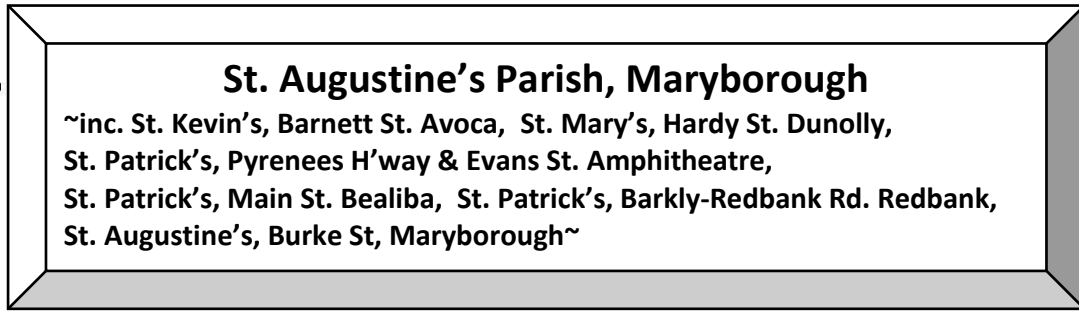 St. Augustine’s Parish, Maryborough
~inc. St. Kevin’s, Barnett St. Avoca,  St. Mary’s, Hardy St. Dunolly,
St. Patrick’s, Pyrenees H’way & Evans St. Amphitheatre,
St. Patrick’s, Main St. Bealiba,  St. Patrick’s, Barkly-Redbank Rd. Redbank,
St. Augustine’s, Burke St, Maryborough~